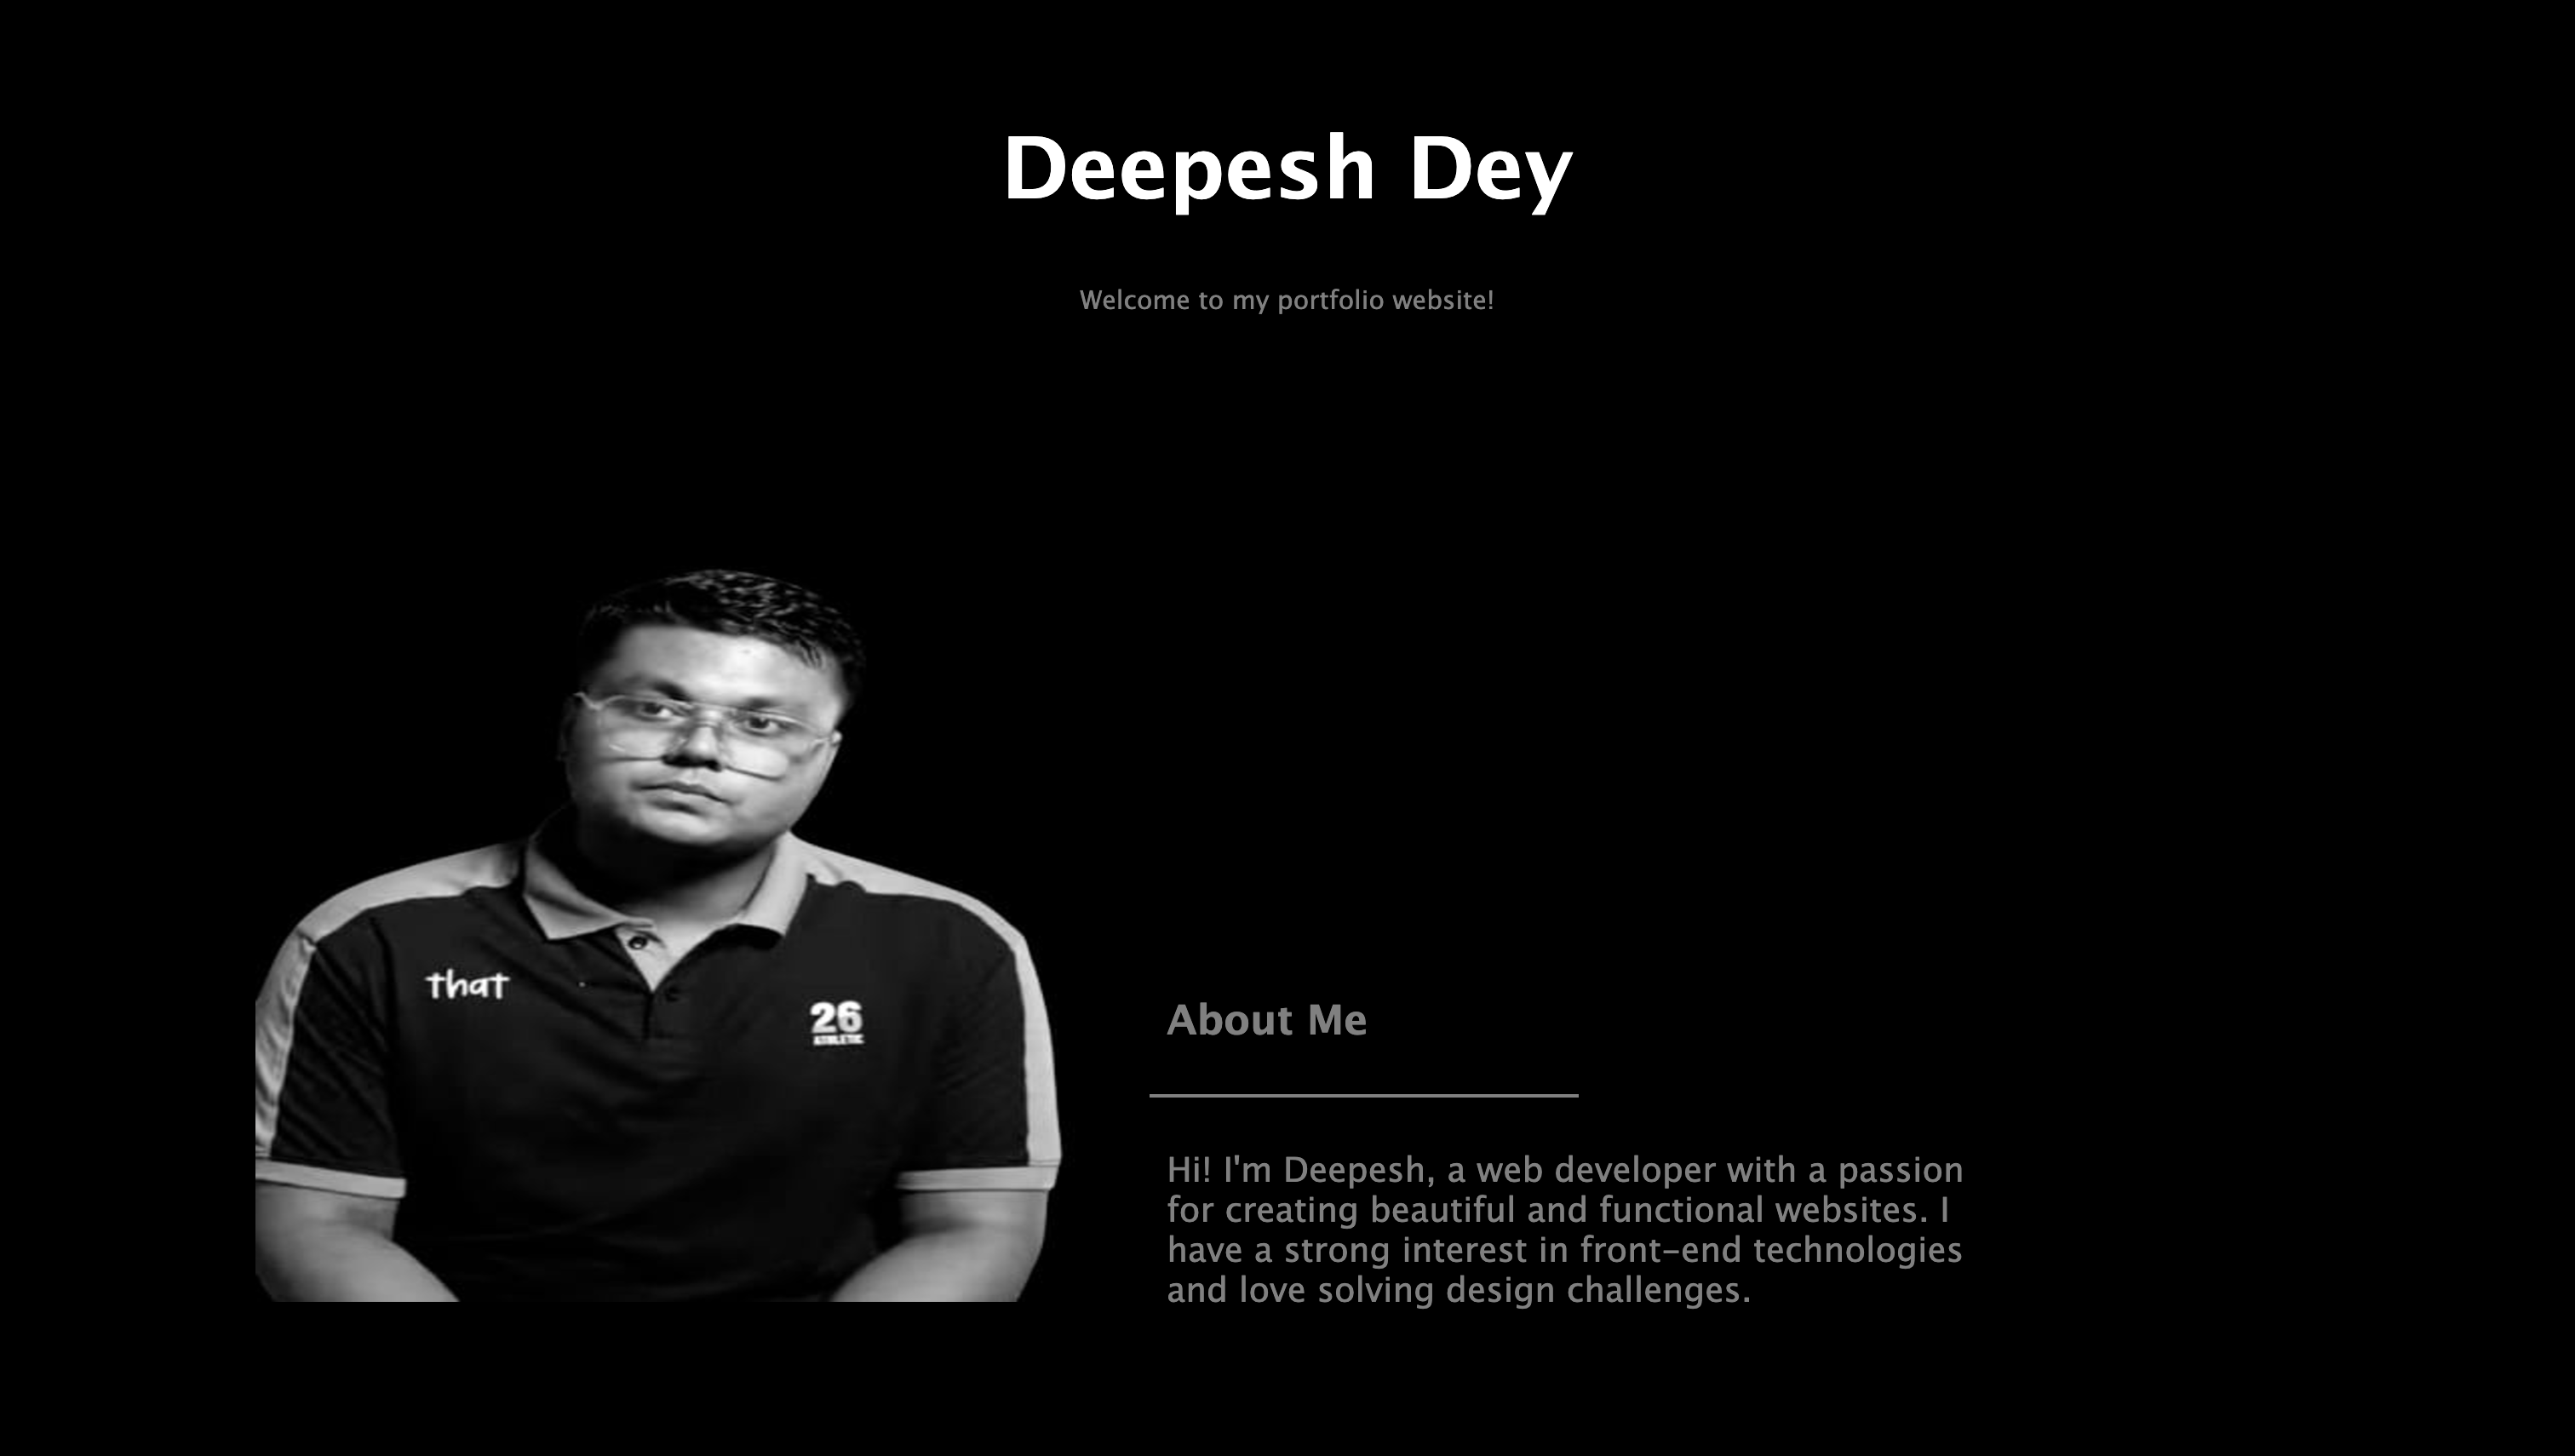 Deepesh Dey
Welcome to my portfolio website!
that
26
ATHLETIC
About Me
Hi! I'm Deepesh, a web developer with a passion
for creating beautiful and functional websites. I
have a strong interest in front-end technologies
and love solving design challenges.